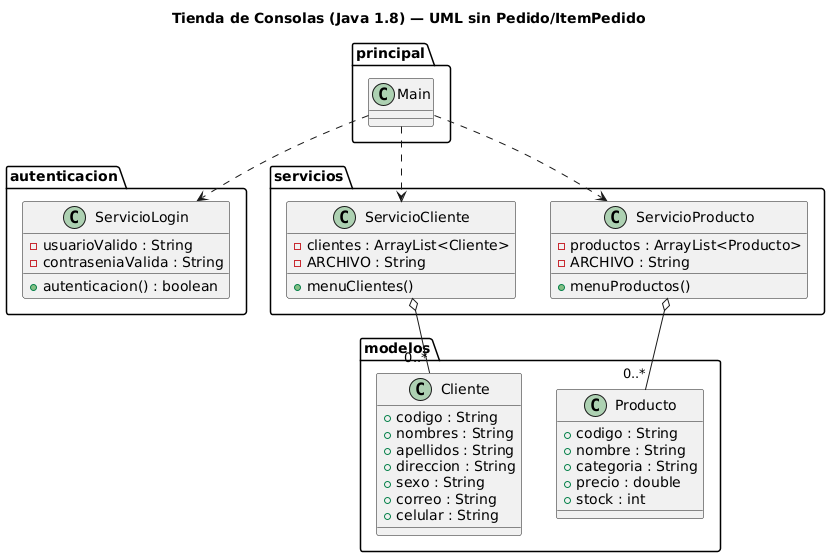 Tienda de Consolas (Java 1.8) — UML sin Pedido/ItemPedido
principal
C Main
autenticacion
C ServicioLogin
usuarioValido : String
contraseniaValida : String
autenticacion() : boolean
servicios
C ServicioCliente
clientes : ArrayList<Cliente>
ARCHIVO : String
menuClientes()
C ServicioProducto
productos : ArrayList<Producto>
ARCHIVO : String
menuProductos()
modelos
0..*
C Cliente
codigo : String
nombres : String
apellidos : String
direccion : String
sexo : String
correo : String
celular : String
0..*
C Producto
codigo : String
nombre : String
categoria : String
precio : double
stock : int